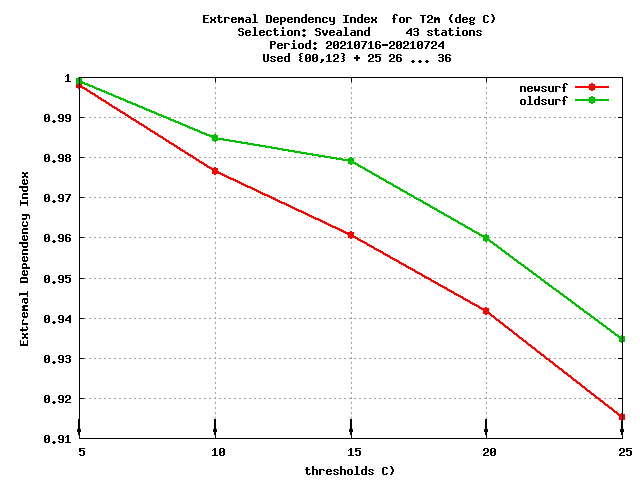 Extremal Dependency Index  for T2m (deg C)
Selection: Svealand     43 stations
Period: 20210716-20210724
Used {00,12} + 25 26 ... 36
newsurf
oldsurf
1
0.99
0.98
0.97
0.96
0.95
0.94
0.93
0.92
0.91
Extremal Dependency Index
5 10 15 20 25
thresholds C)